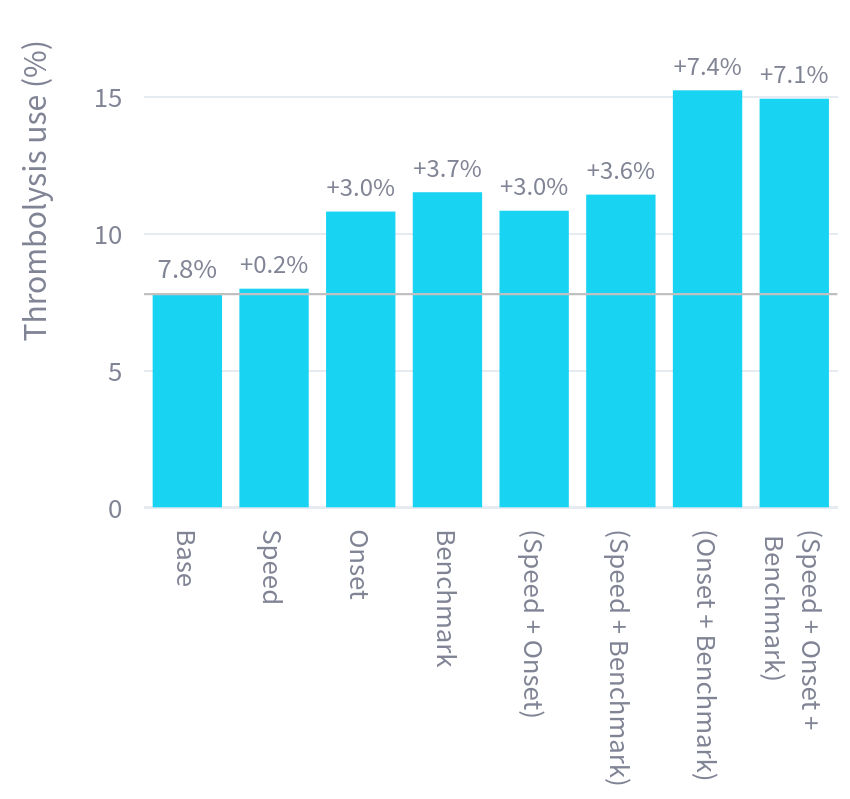 Thrombolysis use (%)
15
10
5
0
7.8%
+0.2%
+3.0%
+3.7%
+3.0%
+3.6%
+7.4%
+7.1%
Base
Speed
Onset
Benchmark
(Speed + Onset)
(Speed + Benchmark)
(Onset + Benchmark)
(Speed + Onset +
Benchmark)